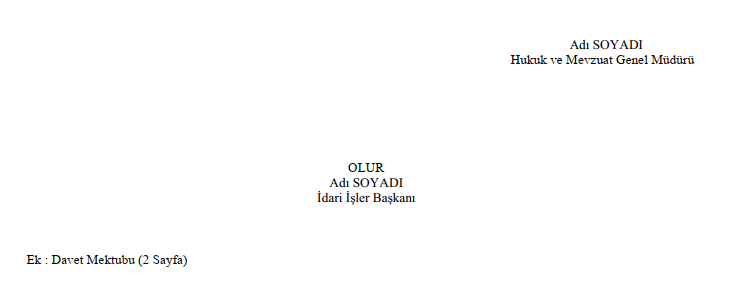 Adı SOYADI
Hukuk ve Mevzuat Genel Müdürü
OLUR
Adı SOYADI
İdari İşler Başkanı
Ek : Davet Mektubu (2 Sayfa)